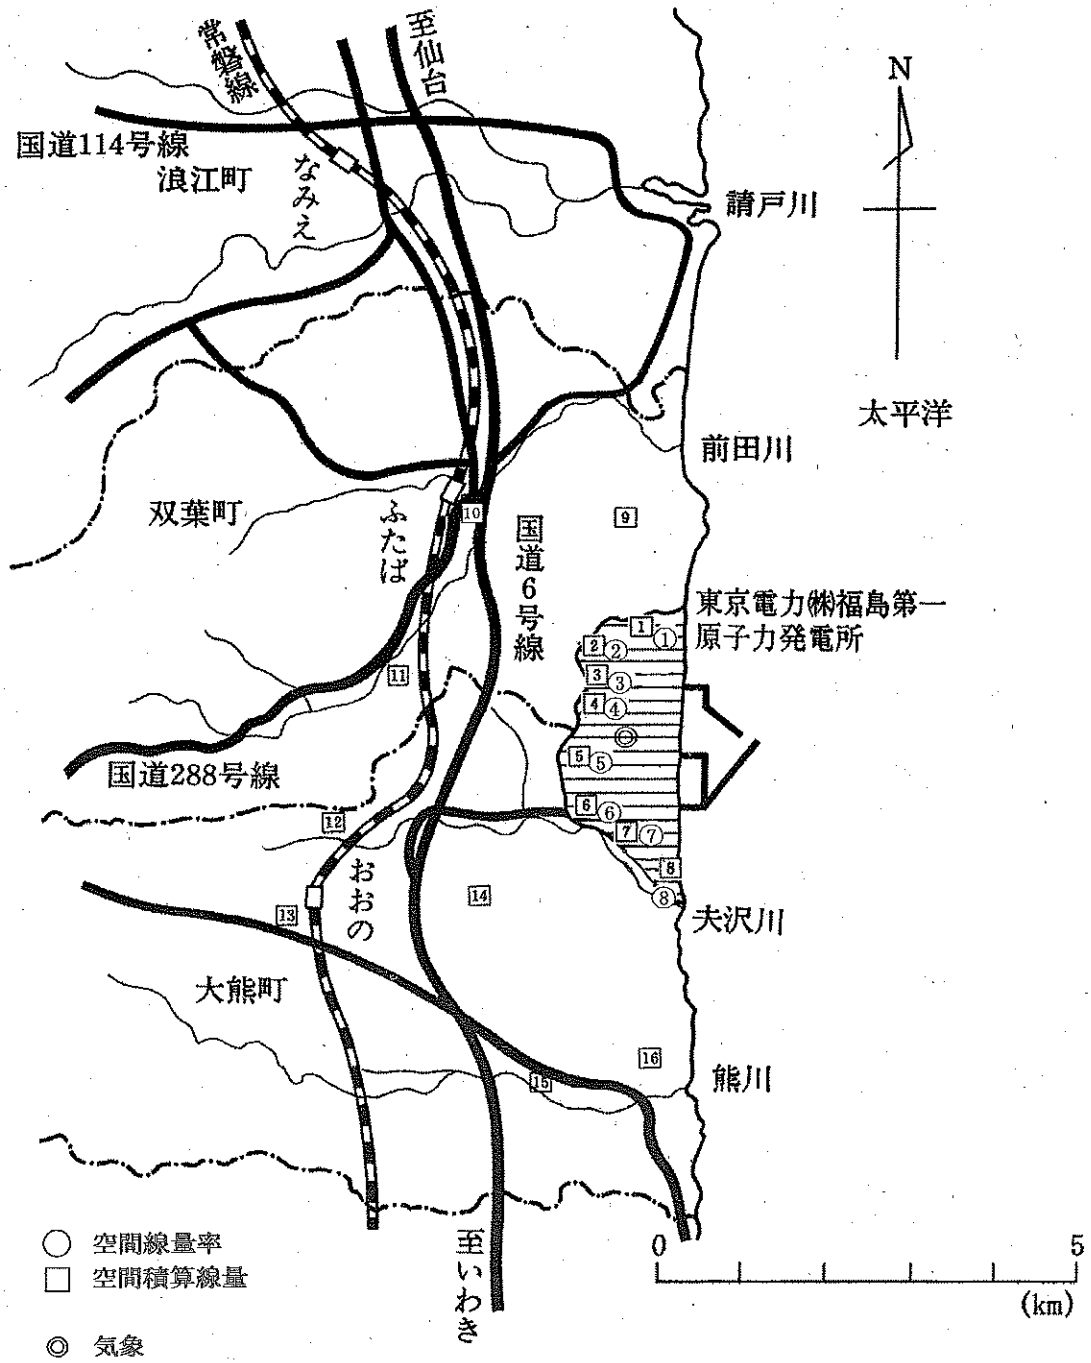 常磐線
至仙台
N
国道114号線
浪江町
なみえ
請戸川
太平洋
前田川
双葉町
ふたば
10
国道6号線
9
東京電力㈱福島第一
原子力発電所
1 ①
2 ②
3 ③
4 ④
11
5 ⑤
国道288号線
6 ⑥
12
7 ⑦
8
⑧
おおの
14
13
夫沢川
大熊町
16
15
熊川
○ 空間線量率
□ 空間積算線量
◎ 気象
至いわき
0 5
(km)